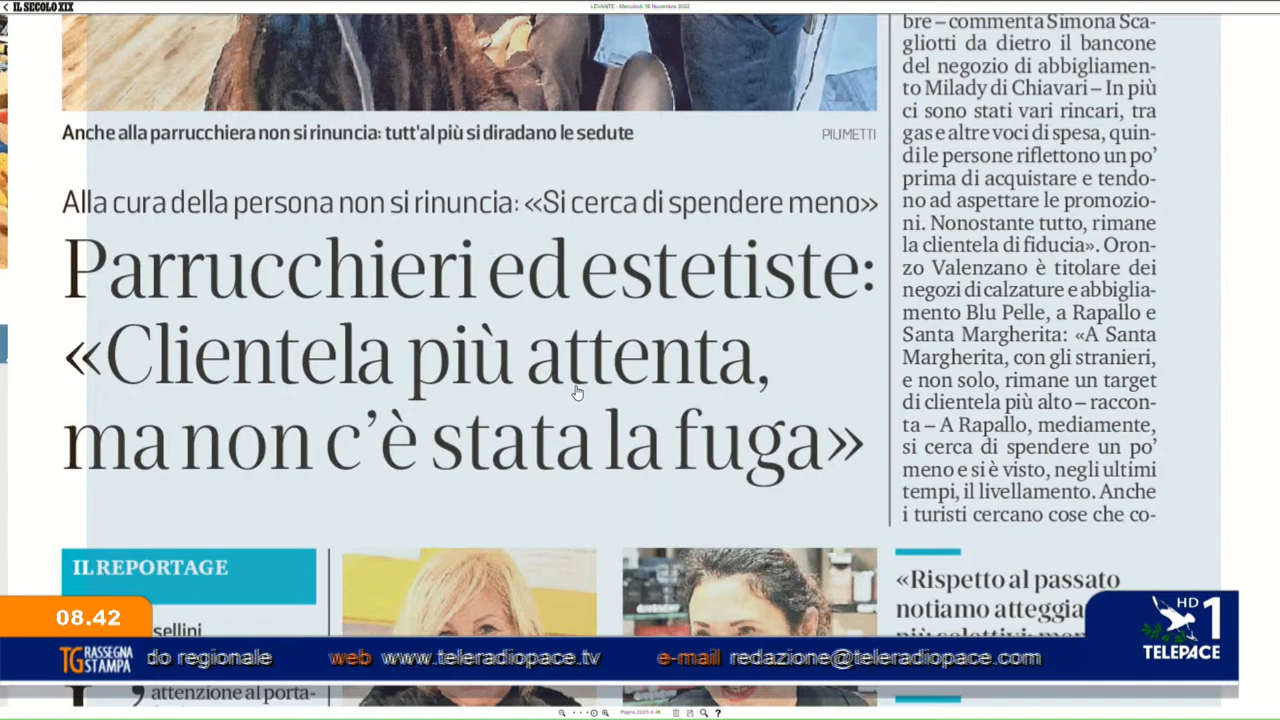 IL SECOLO XIX
LEVANTE - Mercoledì 16 Novembre 2022
Anche alla parrucchiera non si rinuncia: tutt'al più si diradano le sedute
PIUMETTI
Alla cura della persona non si rinuncia: «Si cerca di spendere meno»
Parrucchieri ed estetiste:
«Clientela più attenta,
ma non c'è stata la fuga»
bre – commenta Simona Sca-
gliotti da dietro il bancone
del negozio di abbigliamen-
to Milady di Chiavari – In più
ci sono stati vari rincari, tra
gas e altre voci di spesa, quin-
di le persone riflettono un po'
prima di acquistare e tendo-
no ad aspettare le promozio-
ni. Nonostante tutto, rimane
la clientela di fiducia». Oron-
zo Valenzano è titolare dei
negozi di calzature e abbiglia-
mento Blu Pelle, a Rapallo e
Santa Margherita: «A Santa
Margherita, con gli stranieri,
e non solo, rimane un target
di clientela più alto – raccon-
ta – A Rapallo, mediamente,
si cerca di spendere un po'
meno e si è visto, negli ultimi
tempi, il livellamento. Anche
i turisti cercano cose che co-
IL REPORTAGE
sellini
attenzione al porta-
«Rispetto al passato
notiamo atteggia
08.42
TG RASSEGNA STAMPA
do regionale web www.teleradiopace.tv e-mail redazione@teleradiopace.com
HD 1
TELEPACE